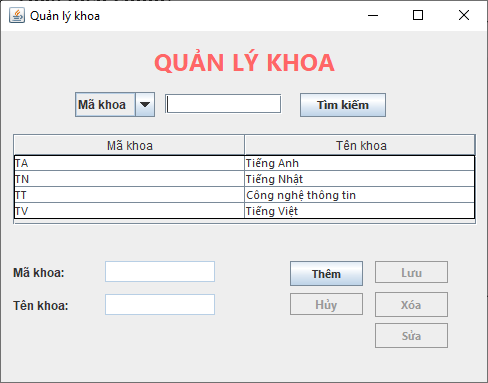 Quản lý khoa
QUẢN LÝ KHOA
Mã khoa Tìm kiếm
Mã khoa Tên khoa
TA Tiếng Anh
TN Tiếng Nhật
TT Công nghệ thông tin
TV Tiếng Việt
Mã khoa: Thêm Lưu
Tên khoa: Hủy Xóa
Sửa